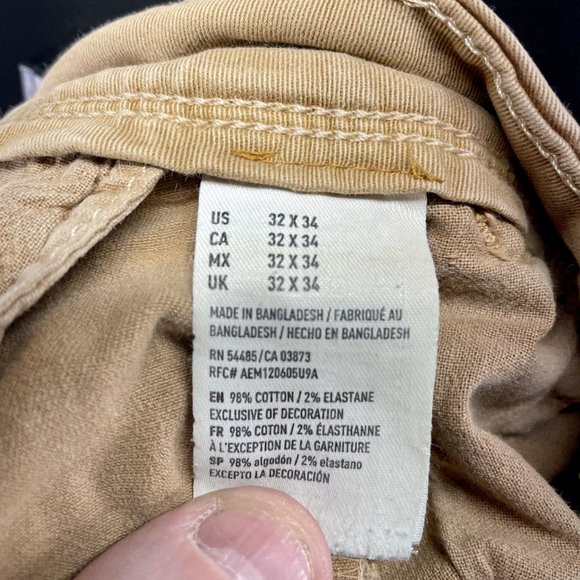 US 32 X 34
CA 32 X 34
MX 32 X 34
UK 32 X 34
MADE IN BANGLADESH / FABRIQUÉ AU
BANGLADESH / HECHO EN BANGLADESH
RN 54485/CA 03873
RFC# AEM120605U9A
EN 98% COTTON / 2% ELASTANE
EXCLUSIVE OF DECORATION
FR 98% COTON / 2% ÉLASTHANNE
À L'EXCEPTION DE LA GARNITURE
SP 98% algodón / 2% elastano
EXCEPTO LA DECORACIÓN